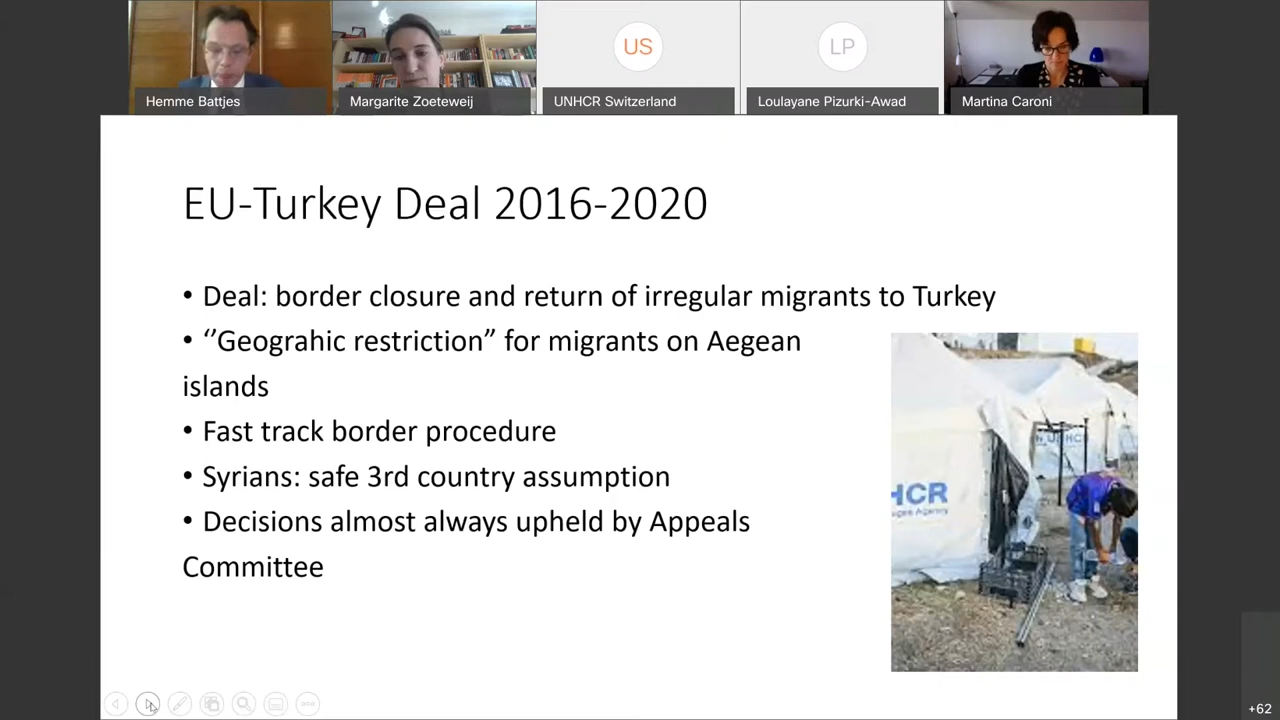 US
LP
Hemme Battjes
Margarite Zoeteweij
UNHCR Switzerland
Loulayane Pizurki-Awad
Martina Caroni
EU-Turkey Deal 2016-2020
• Deal: border closure and return of irregular migrants to Turkey
• ‘’Geograhic restriction” for migrants on Aegean
islands
• Fast track border procedure
• Syrians: safe 3rd country assumption
• Decisions almost always upheld by Appeals
Committee
UNHCR
HCR
Agency
+62